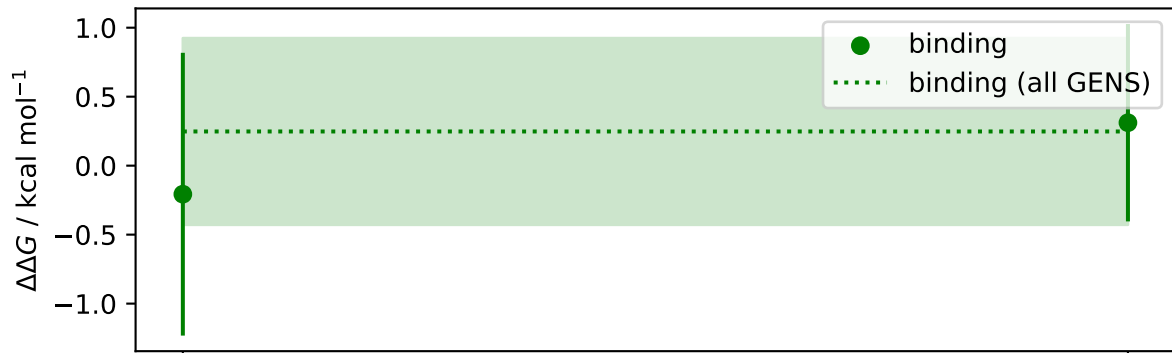 ΔΔG / kcal mol⁻¹
1.0
0.5
0.0
−0.5
−1.0
binding
binding (all GENS)